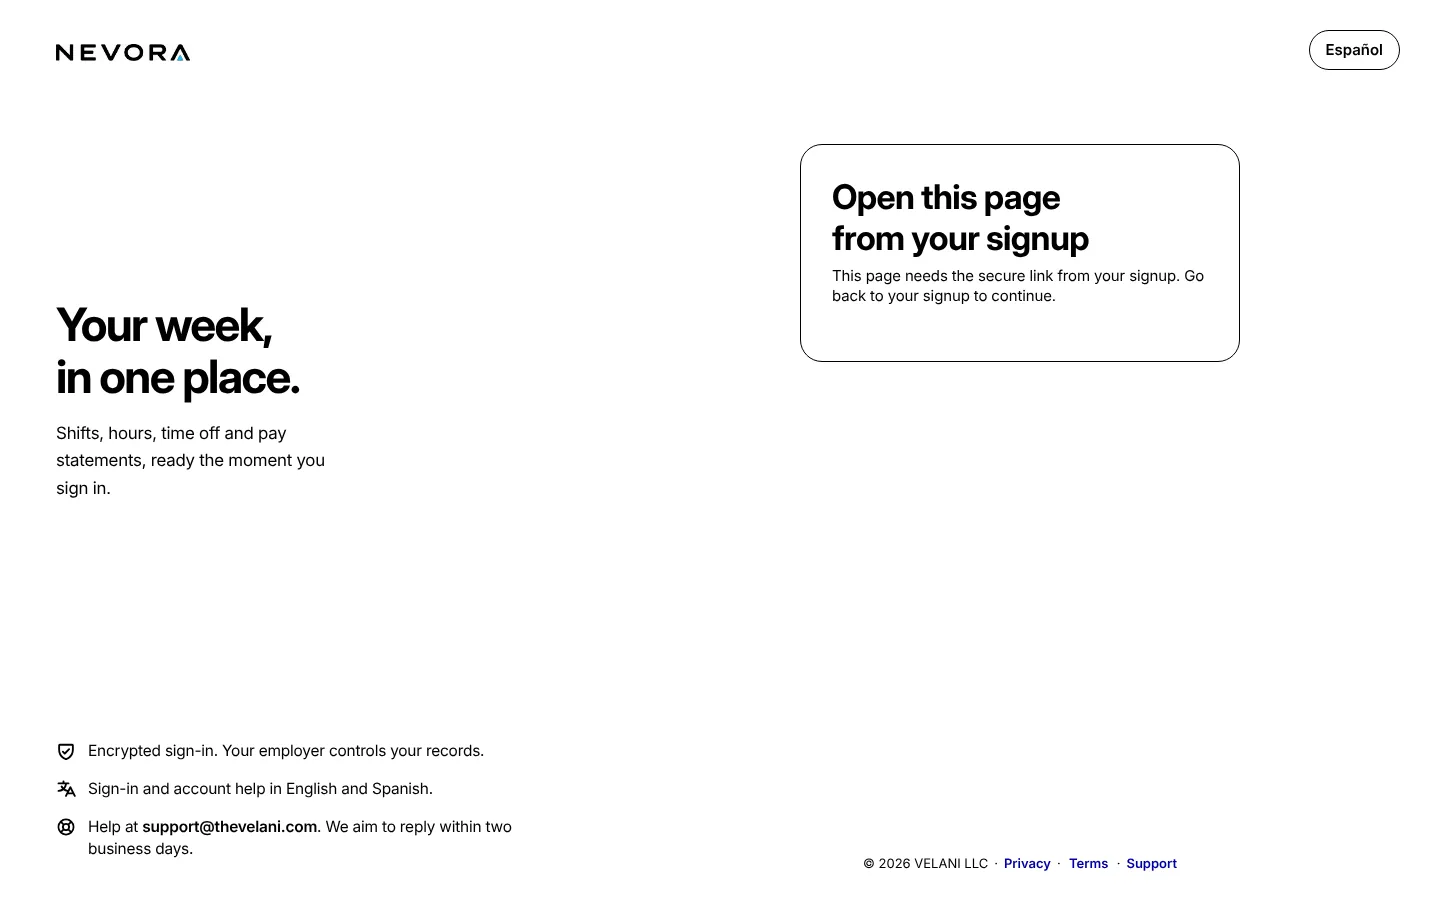 NEVORA
Español
Open this page
from your signup
This page needs the secure link from your signup. Go
back to your signup to continue.
Your week,
in one place.
Shifts, hours, time off and pay
statements, ready the moment you
sign in.
Encrypted sign-in. Your employer controls your records.
Sign-in and account help in English and Spanish.
Help at support@thevelani.com. We aim to reply within two
business days.
© 2026 VELANI LLC · Privacy · Terms · Support